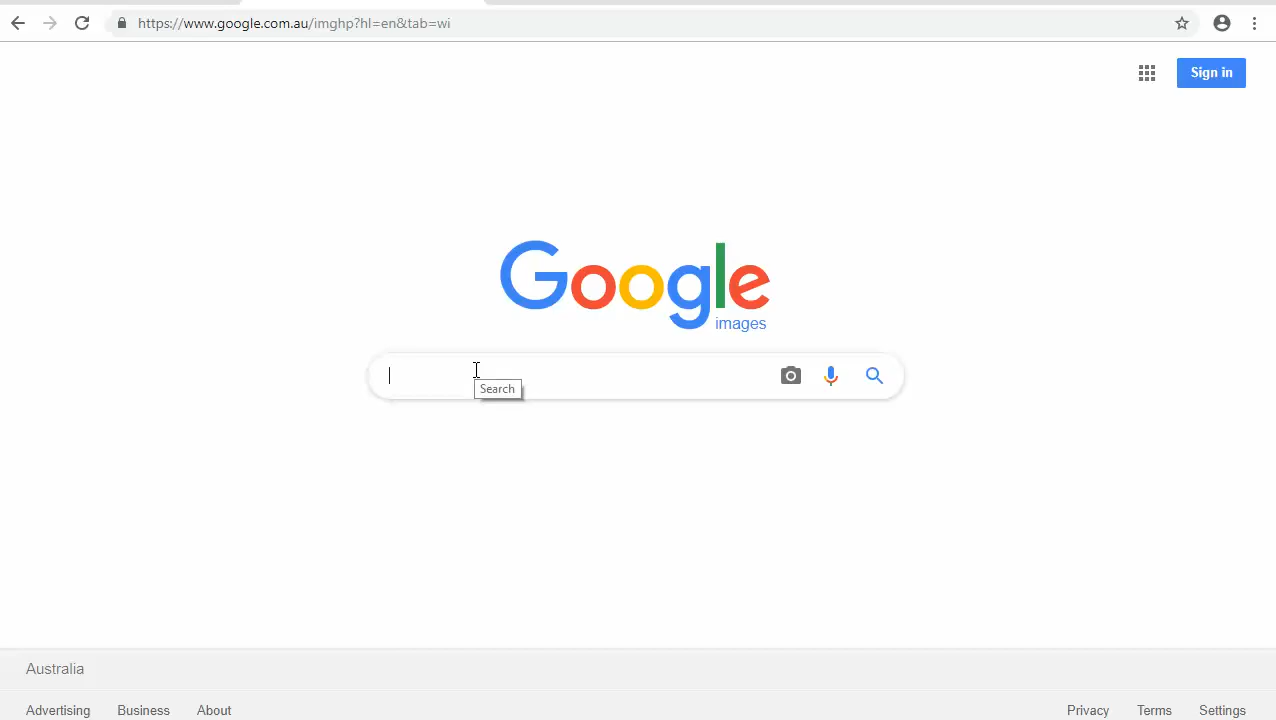 https://www.google.com.au/imghp?hl=en&tab=wi
Sign in
Google
images
Search
Australia
Advertising Business About Privacy Terms Settings